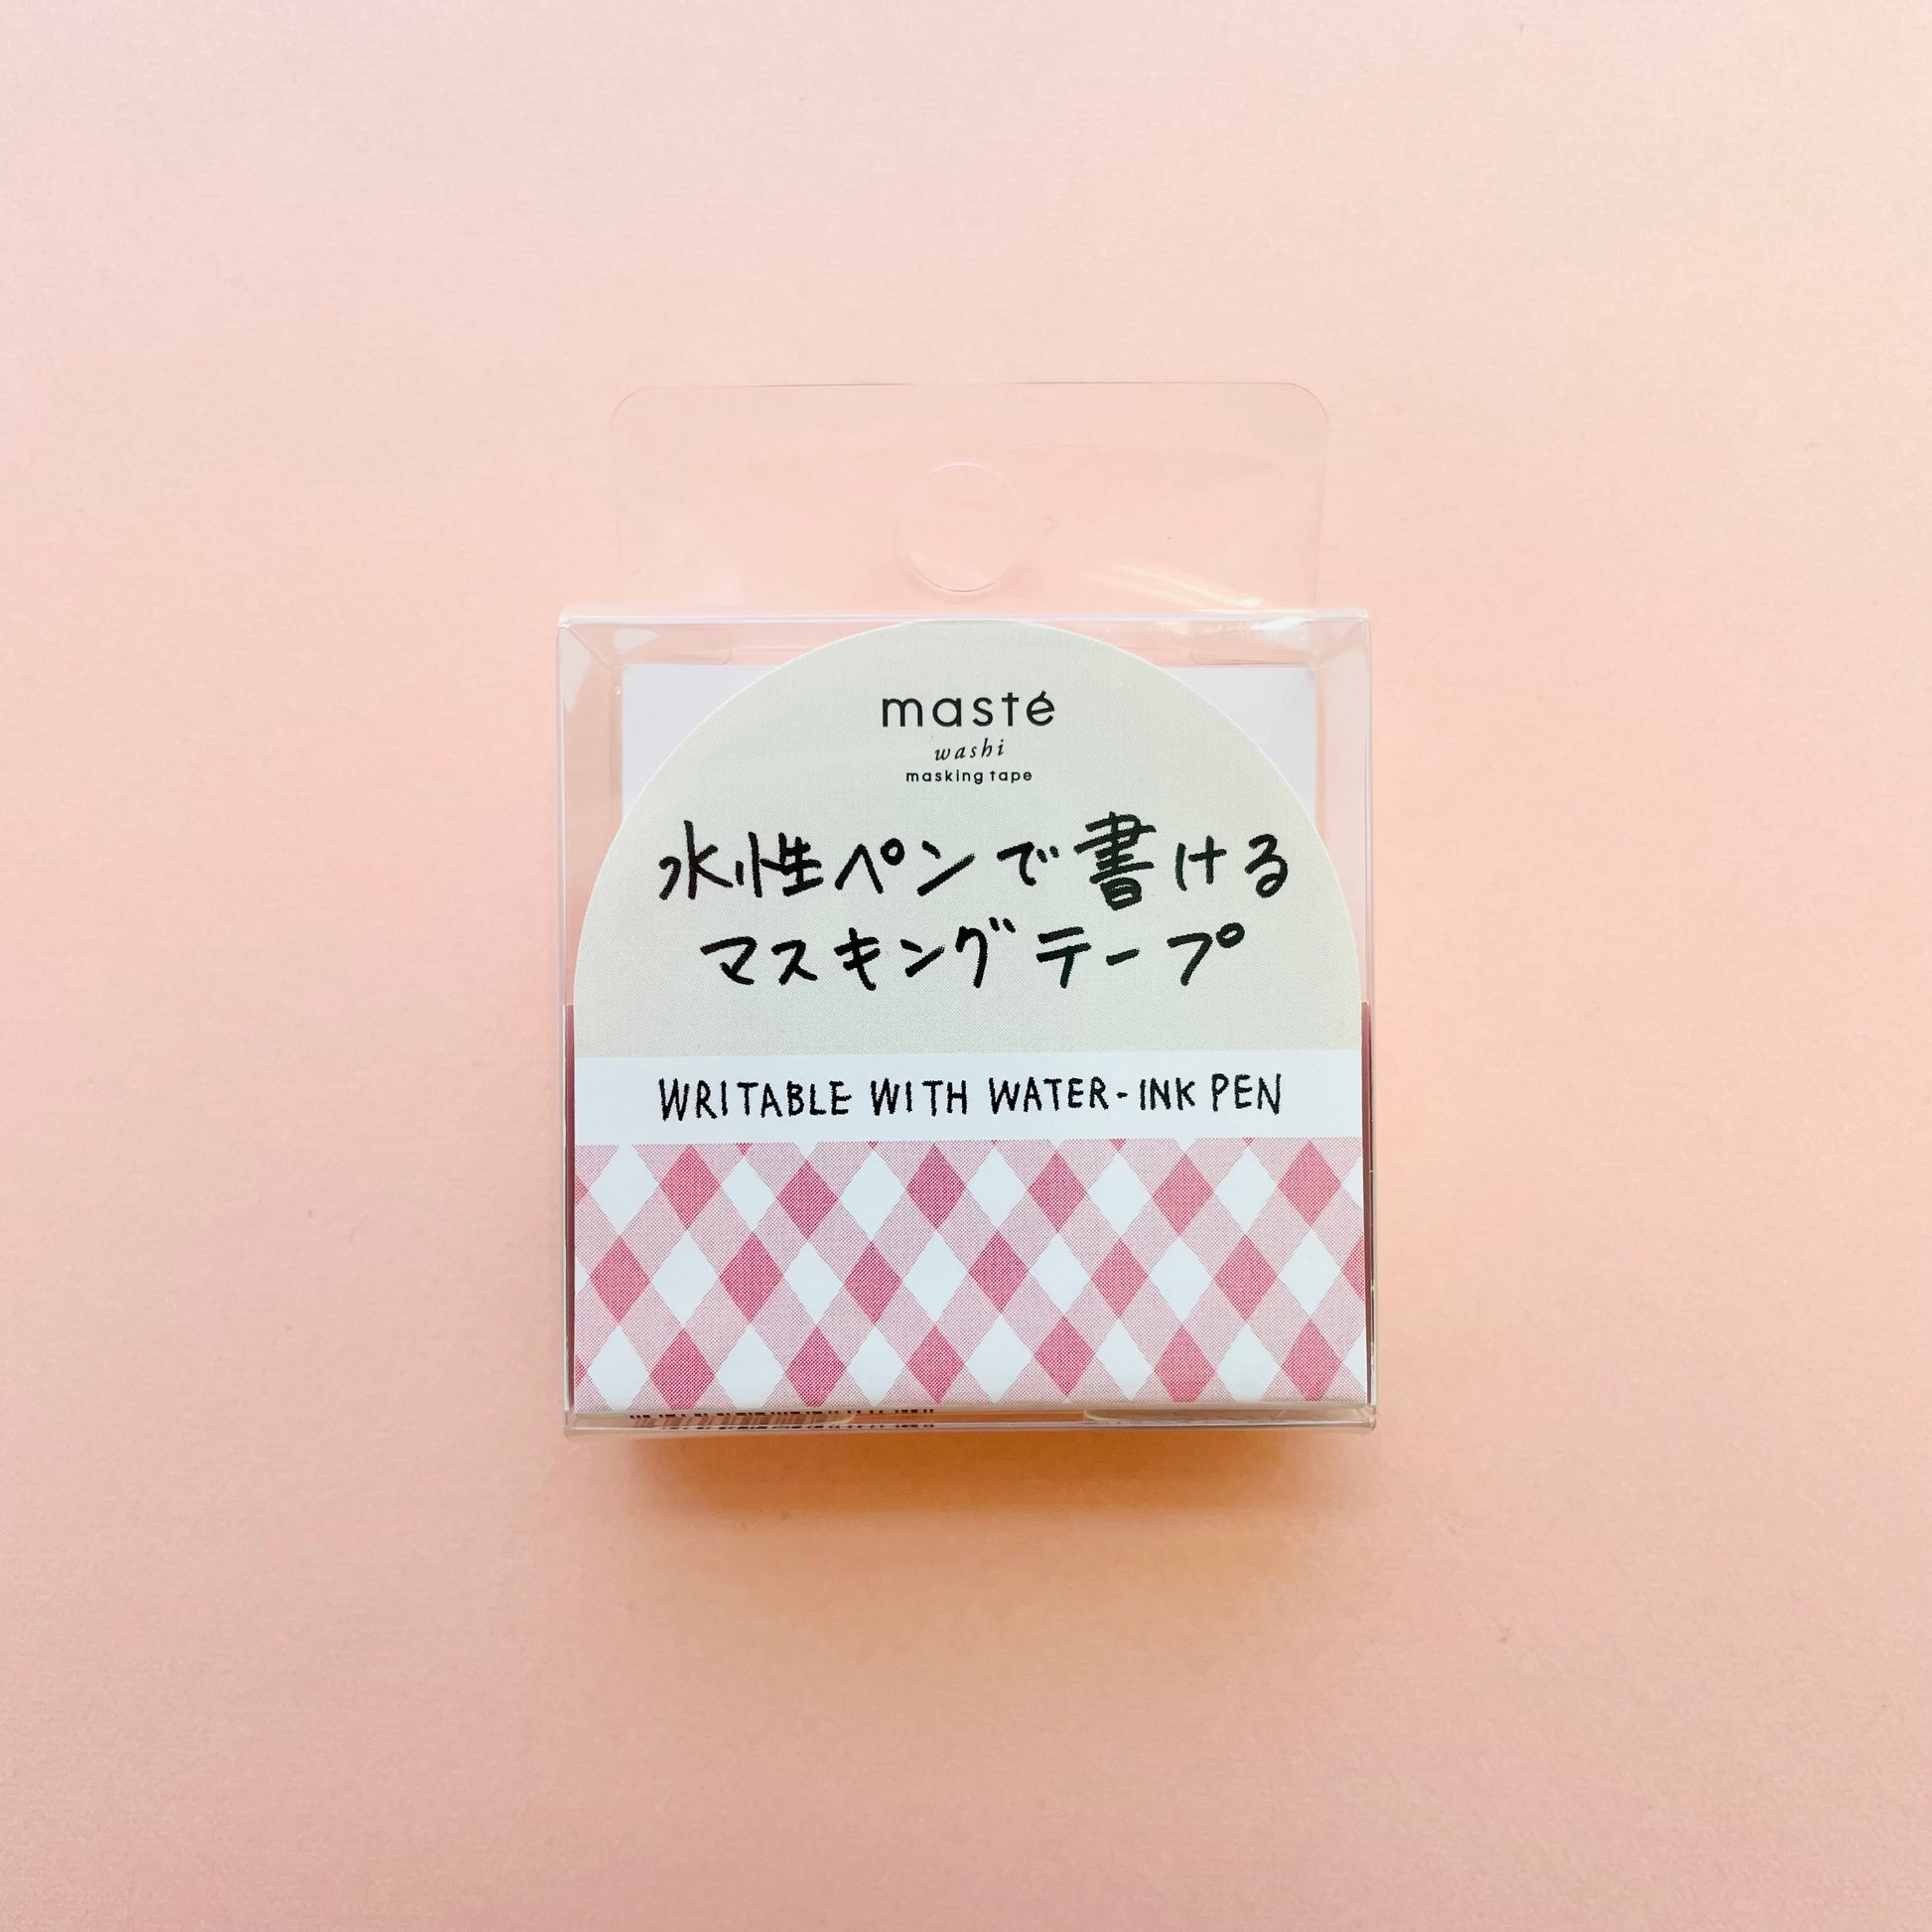 masté
washi
masking tape
水性ペンで書ける
マスキングテープ
WRITABLE WITH WATER-INK PEN